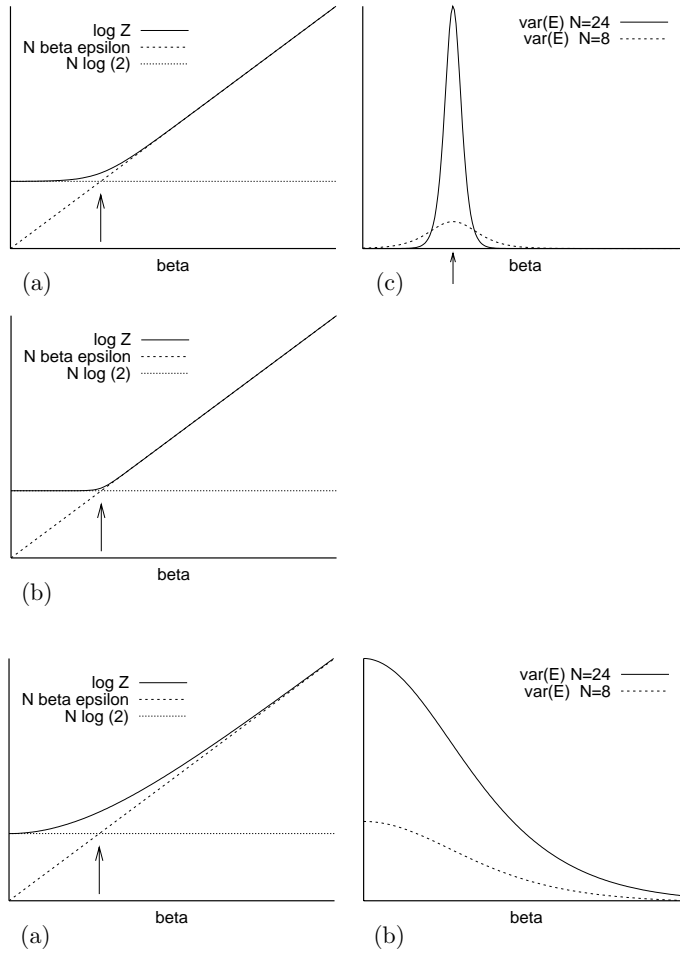 log Z
N beta epsilon
N log (2)
beta
(a)
var(E) N=24
var(E) N=8
beta
(c)
log Z
N beta epsilon
N log (2)
beta
(b)
log Z
N beta epsilon
N log (2)
beta
(a)
var(E) N=24
var(E) N=8
beta
(b)